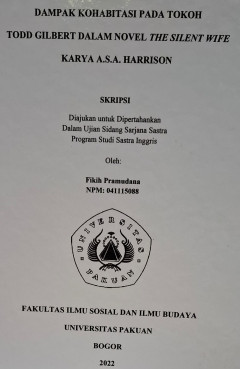 DAMPAK KOHABITASI PADA TOKOH
TODD GILBERT DALAM NOVEL THE SILENT WIFE
KARYA A.S.A. HARRISON
SKRIPSI
Diajukan untuk Dipertahankan
Dalam Ujian Sidang Sarjana Sastra
Program Studi Sastra Inggris
Oleh:
Fikih Pramudana
NPM: 041115088
UNIVERSITAS
PAKUAN
FAKULTAS ILMU SOSIAL DAN ILMU BUDAYA
UNIVERSITAS PAKUAN
BOGOR
2022